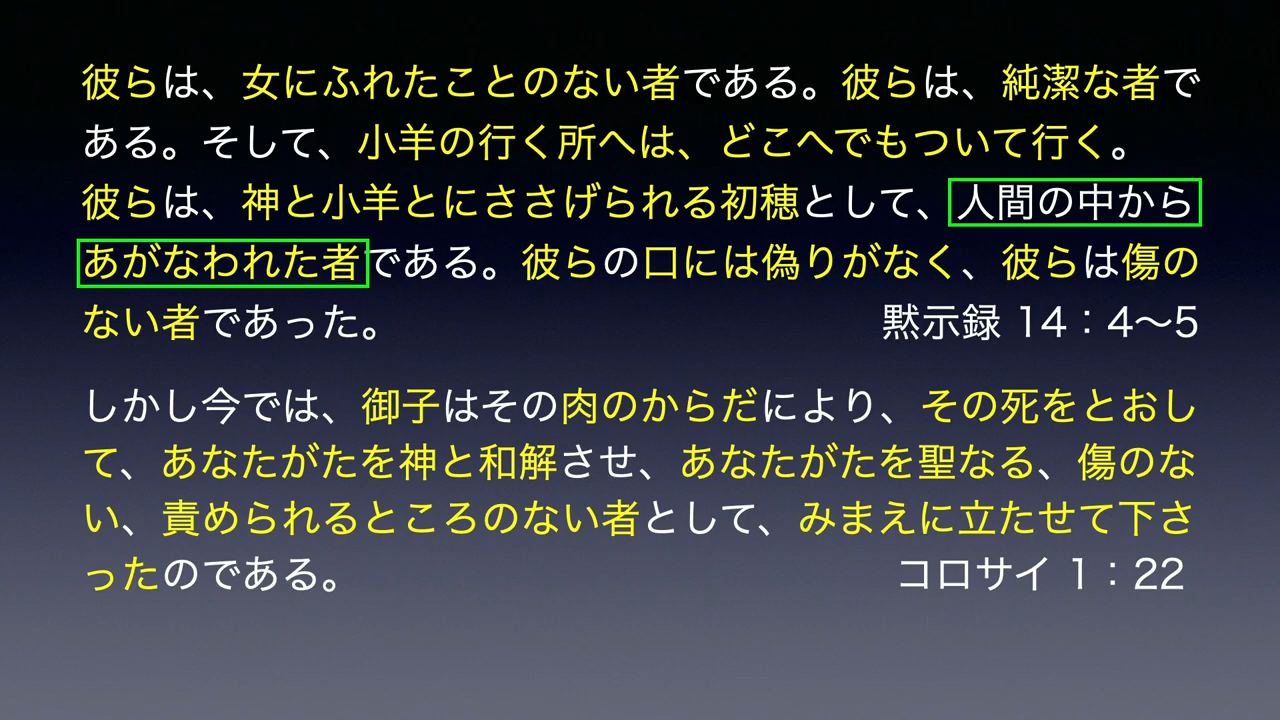 彼らは、女にふれたことのない者である。彼らは、純潔な者で
ある。そして、小羊の行く所へは、どこへでもついて行く。
彼らは、神と小羊とにささげられる初穂として、人間の中から
あがなわれた者である。彼らの口には偽りがなく、彼らは傷の
ない者であった。 黙示録 14：4〜5
しかし今では、御子はその肉のからだにより、その死をとおし
て、あなたがたを神と和解させ、あなたがたを聖なる、傷のな
い、責められるところのない者として、みまえに立たせて下さ
ったのである。 コロサイ 1：22